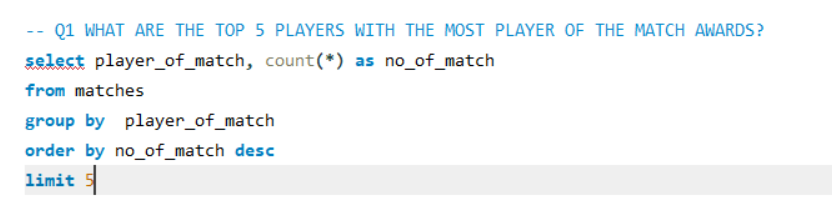 -- Q1 WHAT ARE THE TOP 5 PLAYERS WITH THE MOST PLAYER OF THE MATCH AWARDS?
select player_of_match, count(*) as no_of_match
from matches
group by  player_of_match
order by no_of_match desc
limit 5